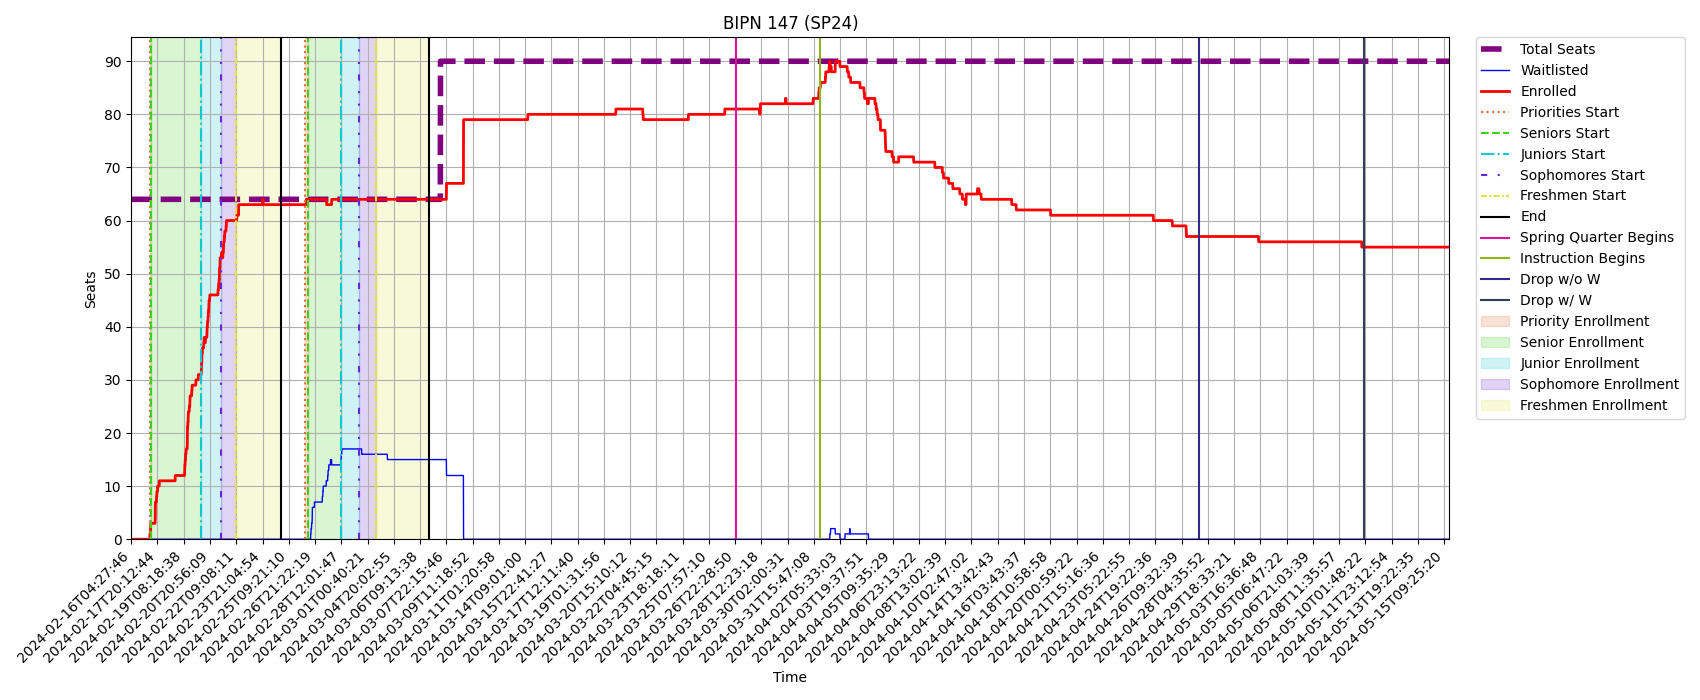 BIPN 147 (SP24)
Seats
90
80
70
60
50
40
30
20
10
0
2024-02-16T04:27:46
2024-02-17T20:12:44
2024-02-19T08:18:38
2024-02-20T20:56:09
2024-02-22T09:08:11
2024-02-23T21:04:54
2024-02-25T09:21:10
2024-02-26T21:22:19
2024-02-28T12:01:47
2024-03-01T00:40:21
2024-03-04T02:02:55
2024-03-06T09:13:38
2024-03-07T22:15:46
2024-03-11T11:18:52
2024-03-12T01:20:58
2024-03-14T09:01:00
2024-03-15T22:41:27
2024-03-17T12:11:40
2024-03-19T01:31:56
2024-03-20T15:10:12
2024-03-22T04:45:15
2024-03-23T18:18:11
2024-03-25T07:57:10
2024-03-26T22:28:50
2024-03-28T12:23:18
2024-03-30T02:00:31
2024-03-31T15:47:08
2024-04-02T05:33:03
2024-04-03T19:37:51
2024-04-05T09:35:29
2024-04-06T23:13:22
2024-04-08T13:02:39
2024-04-10T02:47:02
2024-04-14T13:42:43
2024-04-16T03:43:37
2024-04-18T10:58:58
2024-04-20T00:59:22
2024-04-21T15:16:36
2024-04-23T05:22:55
2024-04-24T19:22:36
2024-04-26T09:32:39
2024-04-28T04:35:52
2024-04-29T18:33:21
2024-05-03T16:36:48
2024-05-05T06:47:22
2024-05-06T21:03:39
2024-05-08T11:35:57
2024-05-10T01:48:22
2024-05-11T23:12:54
2024-05-13T19:22:35
2024-05-15T09:25:20
Time
Total Seats
Waitlisted
Enrolled
Priorities Start
Seniors Start
Juniors Start
Sophomores Start
Freshmen Start
End
Spring Quarter Begins
Instruction Begins
Drop w/o W
Drop w/ W
Priority Enrollment
Senior Enrollment
Junior Enrollment
Sophomore Enrollment
Freshmen Enrollment